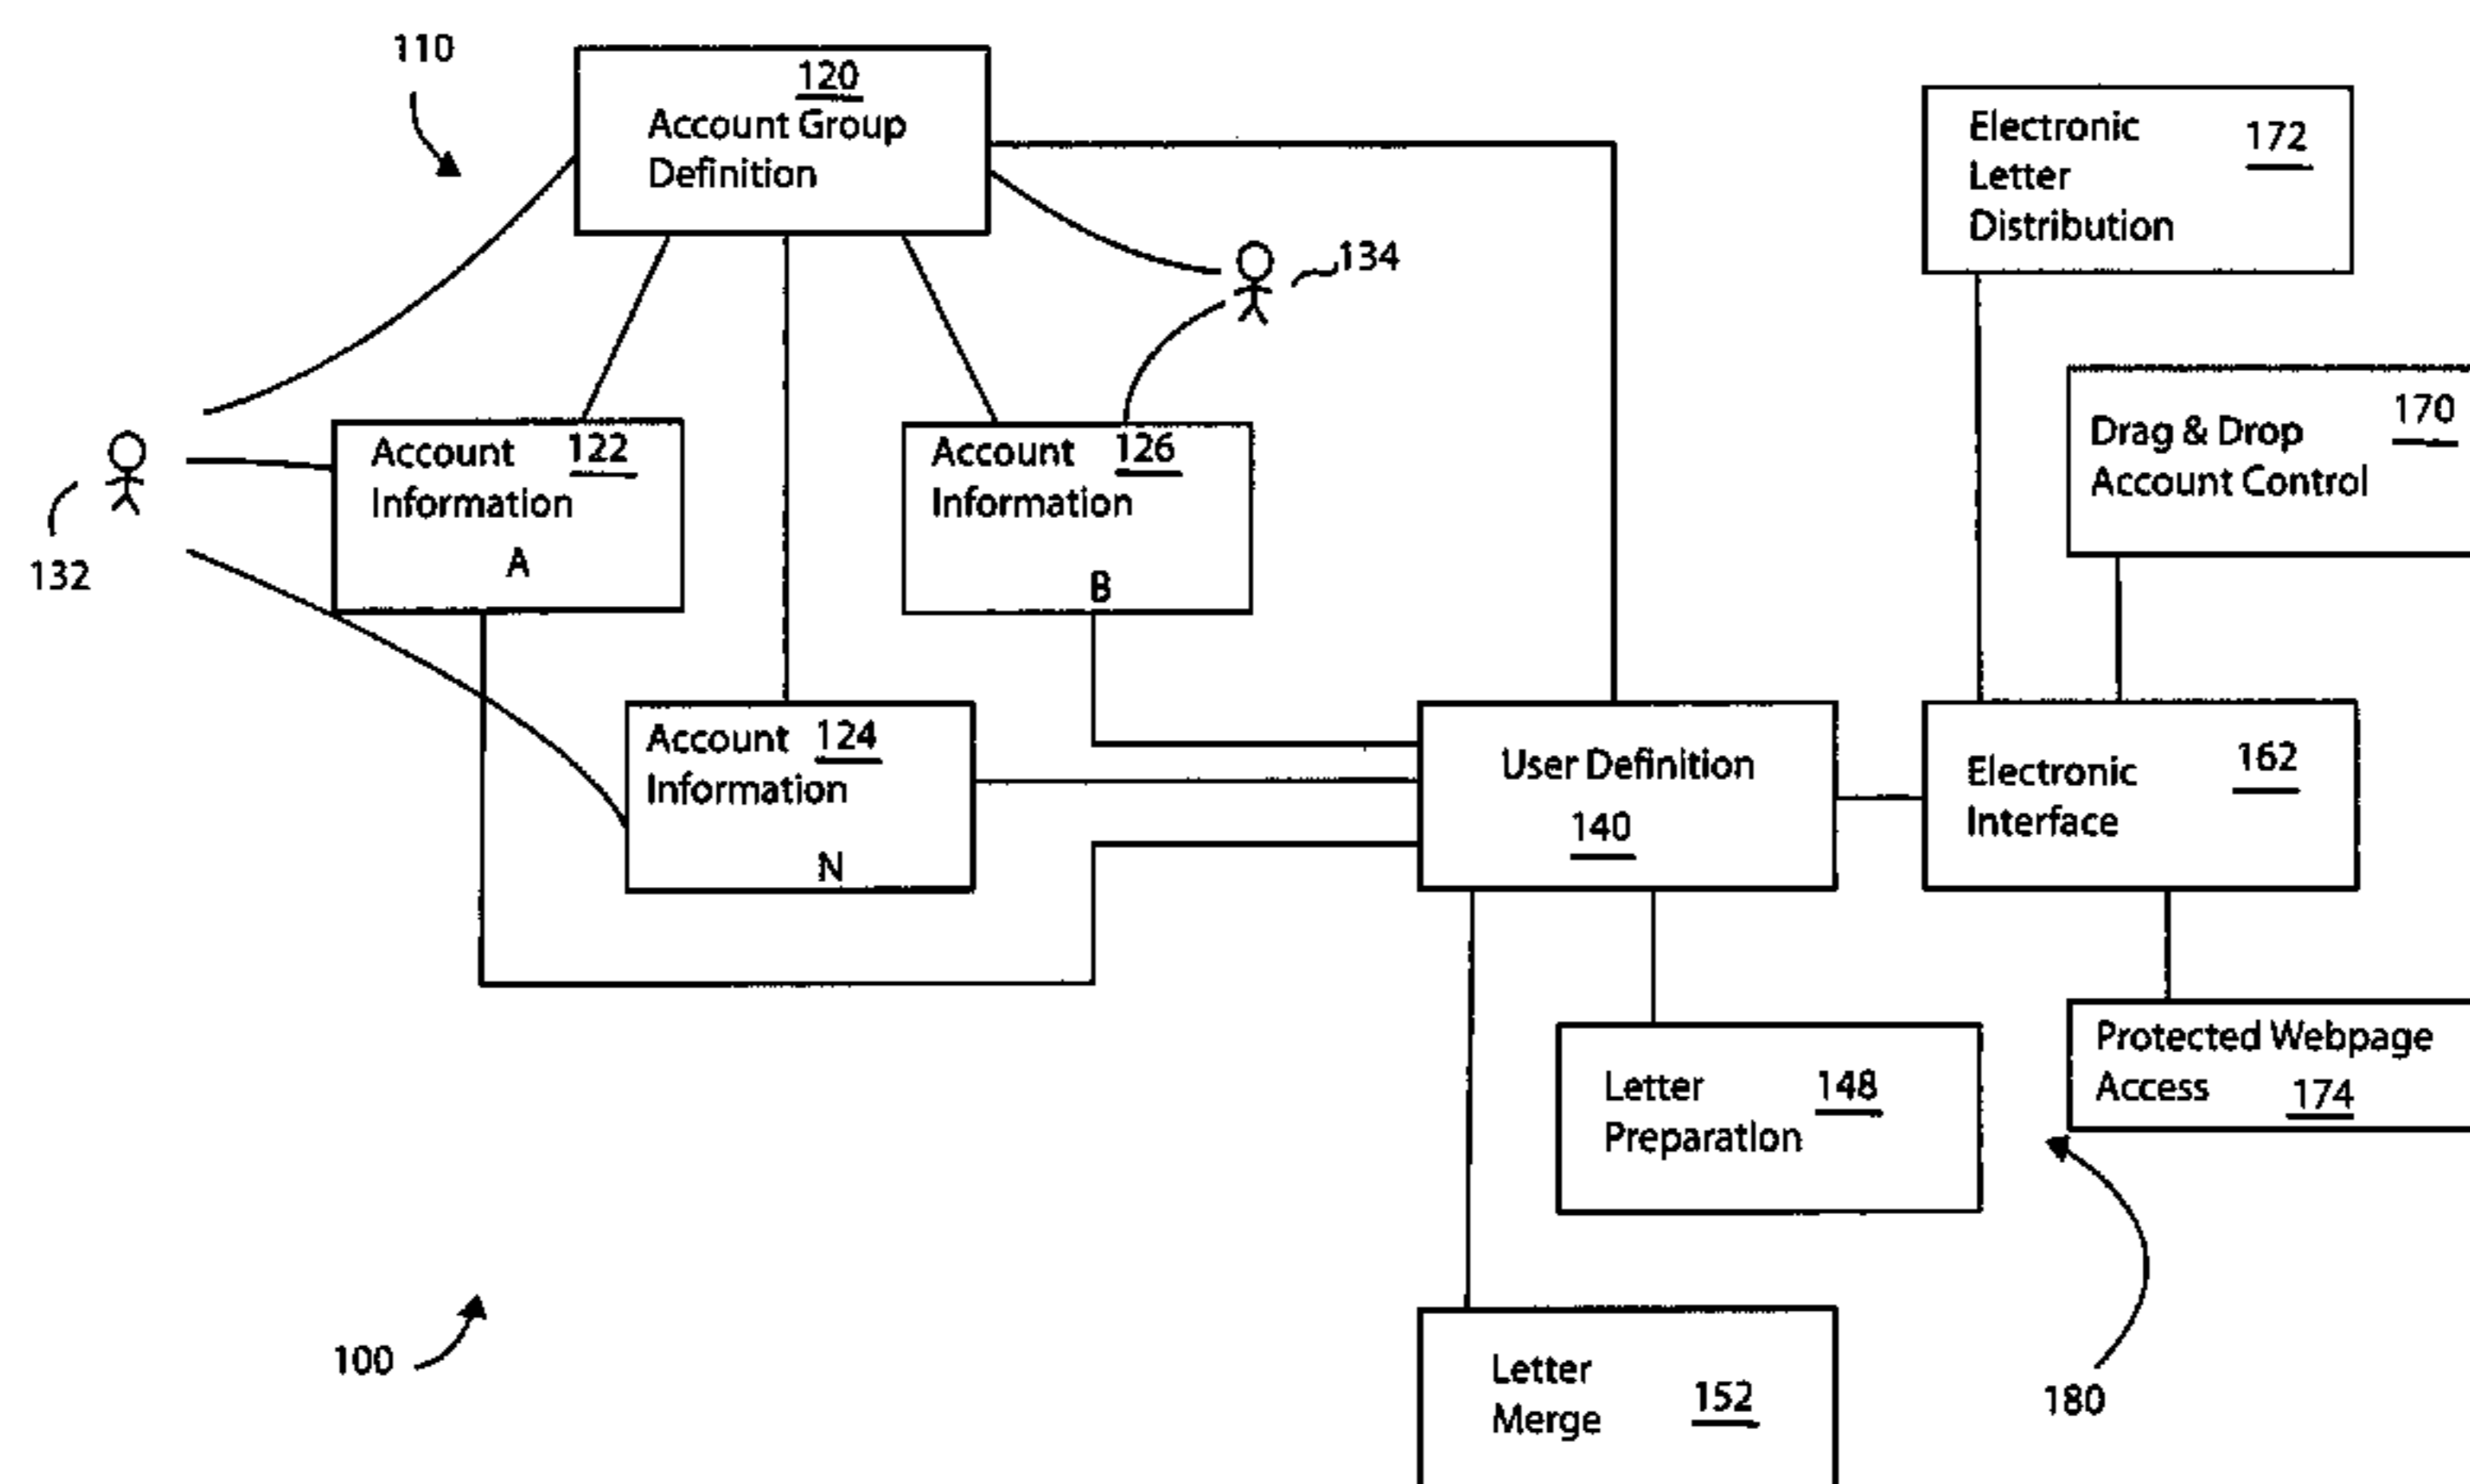 110
120
Account Group
Definition
Electronic 172
Letter
Distribution
134
Drag & Drop 170
Account Control
132
Account 122
Information
A
Account 126
Information
B
Account 124
Information
N
User Definition
140
Electronic 162
Interface
Letter 148
Preparation
Protected Webpage
Access 174
100
Letter 152
Merge
180